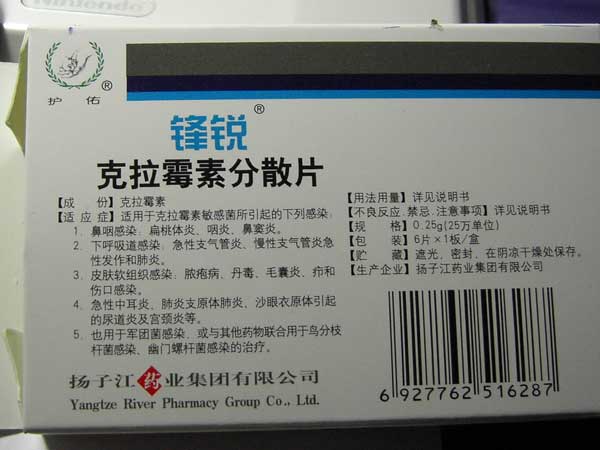 Nintendo
护佑®
锋锐®
克拉霉素分散片
【成 份】克拉霉素
【适 应 症】适用于克拉霉素敏感菌所引起的下列感染：
1. 鼻咽感染：扁桃体炎、咽炎、鼻窦炎。
2. 下呼吸道感染：急性支气管炎、慢性支气管炎急
性发作和肺炎。
3. 皮肤软组织感染：脓疱病、丹毒、毛囊炎、疖和
伤口感染。
4. 急性中耳炎、肺炎支原体肺炎、沙眼衣原体引起
的尿道炎及宫颈炎等。
5. 也用于军团菌感染，或与其他药物联合用于鸟分枝
杆菌感染、幽门螺杆菌感染的治疗。
【用法用量】详见说明书
【不良反应.禁忌.注意事项】详见说明书
【规 格】0.25g(25万单位)
【包 装】6片×1板/盒
【贮 藏】遮光，密封，在阴凉干燥处保存。
【生产企业】扬子江药业集团有限公司
扬子江药业集团有限公司
Yangtze River Pharmacy Group Co., Ltd.
6 927762 516287